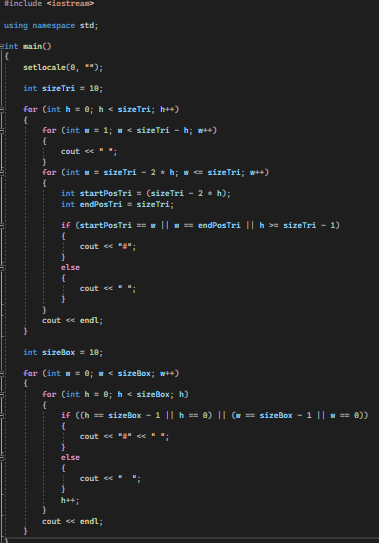 #include <iostream>
using namespace std;
int main()
{
setlocale(0, "");
int sizeTri = 10;
for (int h = 0; h < sizeTri; h++)
{
for (int w = 1; w < sizeTri - h; w++)
{
cout << " ";
}
for (int w = sizeTri - 2 * h; w <= sizeTri; w++)
{
int startPosTri = (sizeTri - 2 * h);
int endPosTri = sizeTri;
if (startPosTri == w || w == endPosTri || h >= sizeTri - 1)
{
cout << "#";
}
else
{
cout << " ";
}
}
cout << endl;
}
int sizeBox = 10;
for (int w = 0; w < sizeBox; w++)
{
for (int h = 0; h < sizeBox; h)
{
if ((h == sizeBox - 1 || h == 0) || (w == sizeBox - 1 || w == 0))
{
cout << "#" << " ";
}
else
{
cout << "  ";
}
h++;
}
cout << endl;
}
}